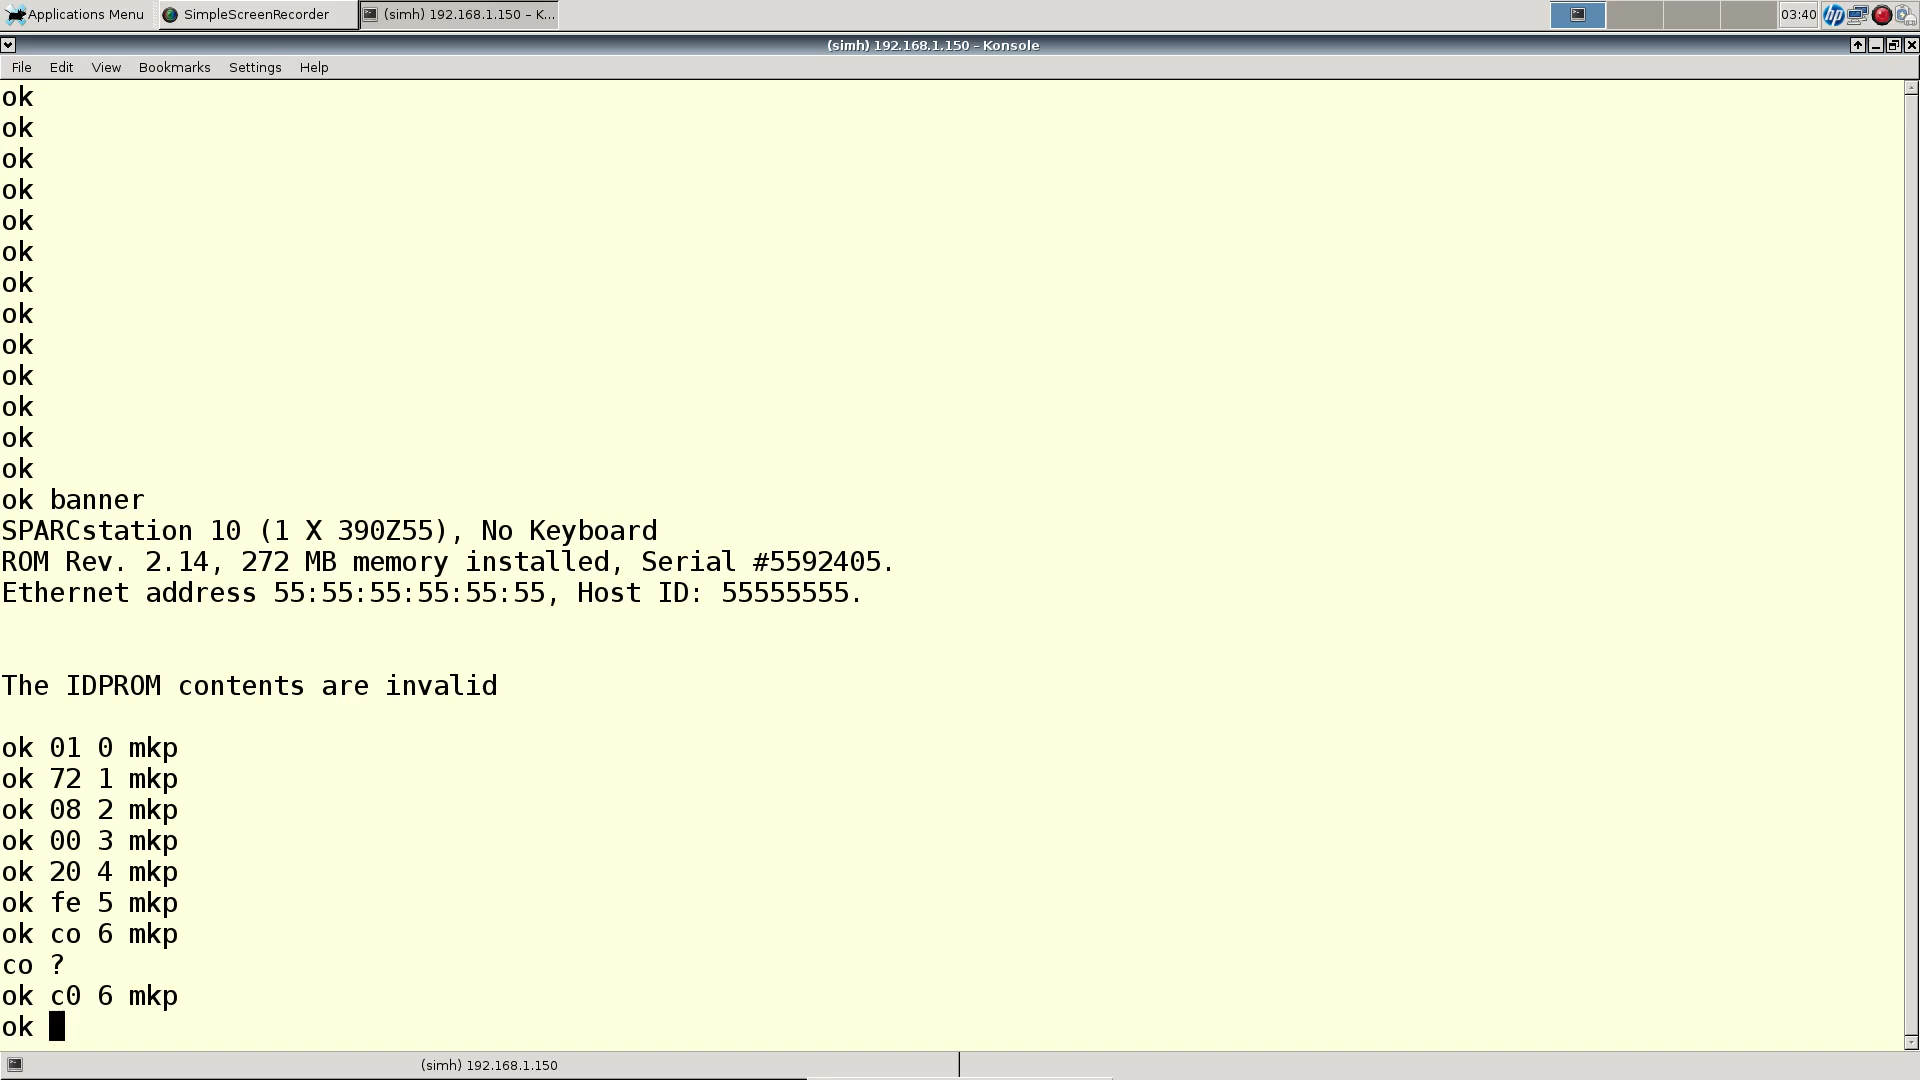 Applications Menu
SimpleScreenRecorder
(simh) 192.168.1.150 – K...
03:40
hp
(simh) 192.168.1.150 – Konsole
File Edit View Bookmarks Settings Help
ok
ok
ok
ok
ok
ok
ok
ok
ok
ok
ok
ok
ok
ok banner
SPARCstation 10 (1 X 390Z55), No Keyboard
ROM Rev. 2.14, 272 MB memory installed, Serial #5592405.
Ethernet address 55:55:55:55:55:55, Host ID: 55555555.
The IDPROM contents are invalid
ok 01 0 mkp
ok 72 1 mkp
ok 08 2 mkp
ok 00 3 mkp
ok 20 4 mkp
ok fe 5 mkp
ok co 6 mkp
co ?
ok c0 6 mkp
ok
(simh) 192.168.1.150